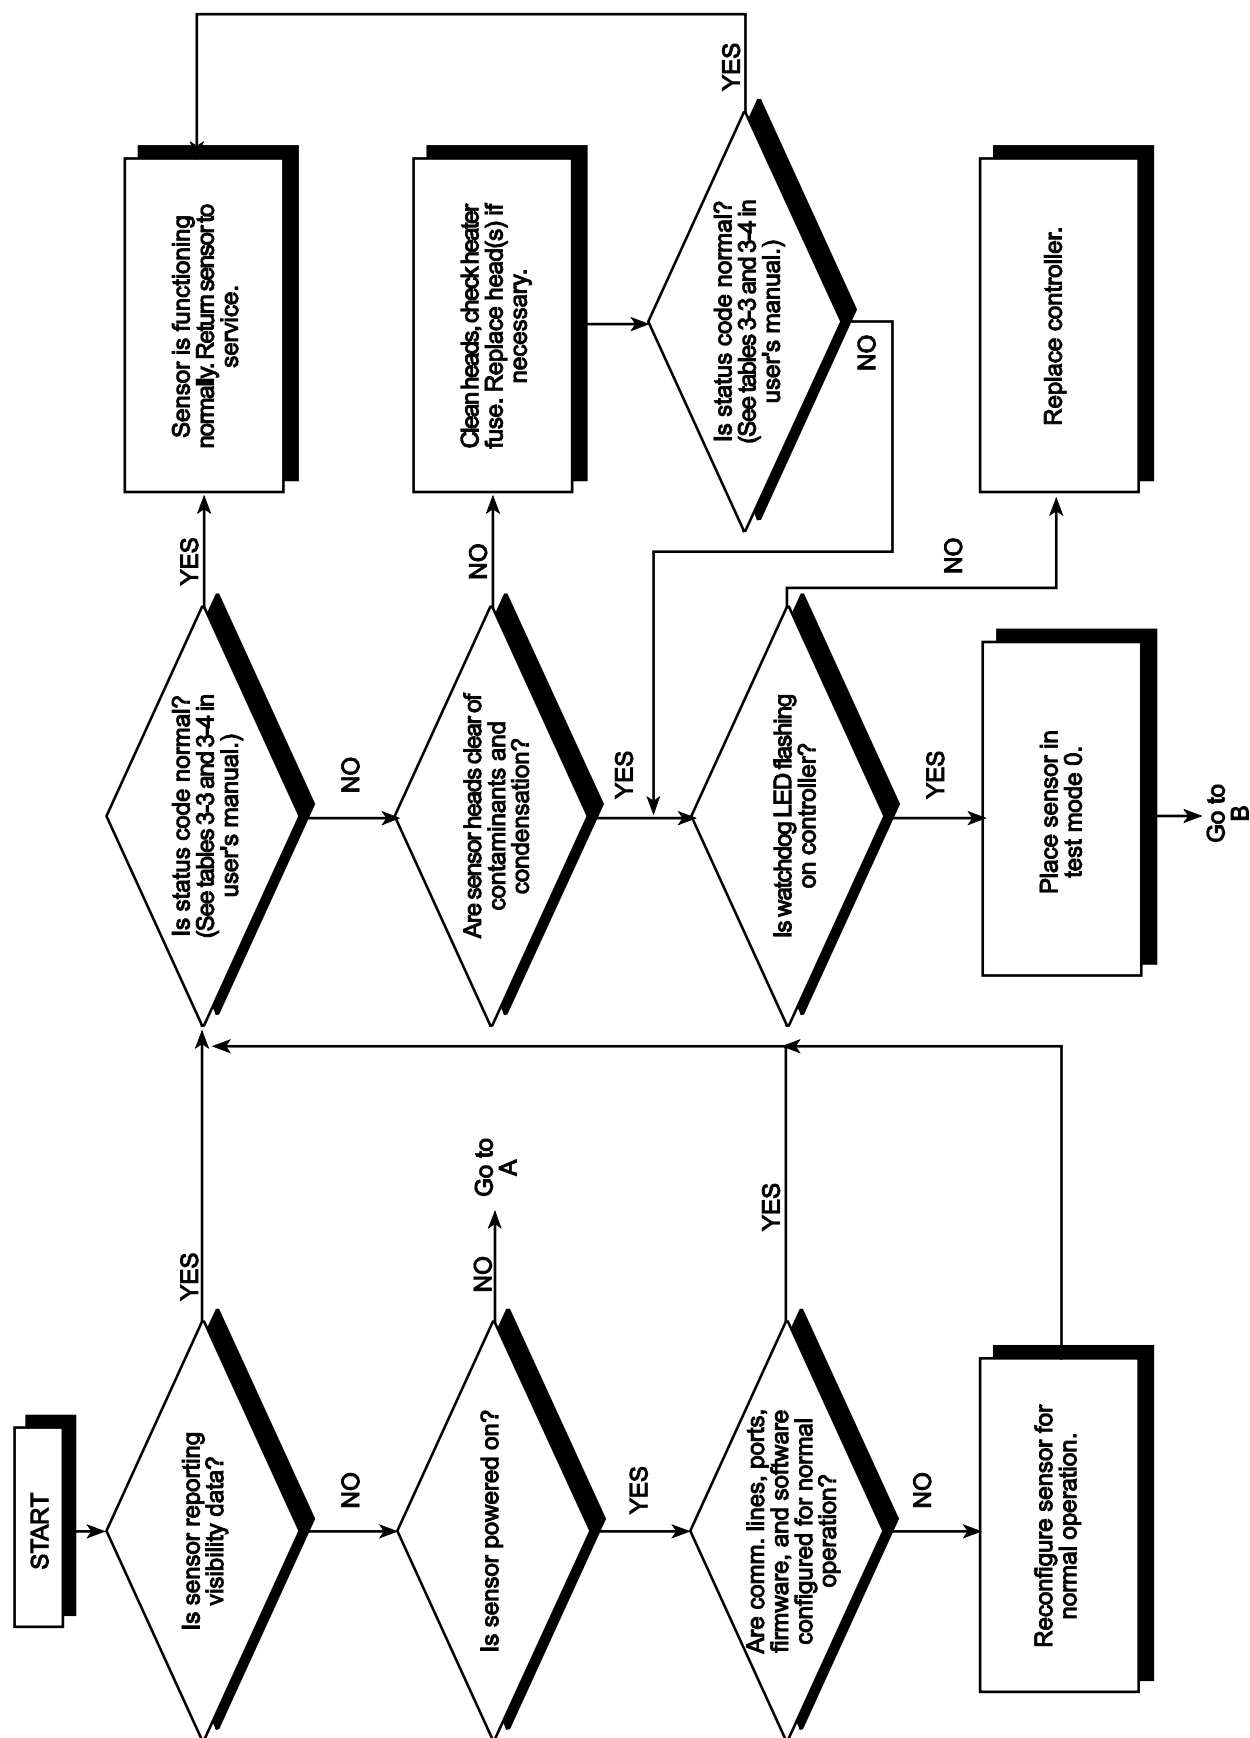 START
Is sensor reporting
visibility data?
YES
NO
Is sensor powered on?
NO
Go to
A
YES
Are comm. lines, ports,
firmware, and software
configured for normal
operation?
YES
NO
Reconfigure sensor for
normal operation.
Is status code normal?
(See tables 3-3 and 3-4 in
user's manual.)
YES
NO
Sensor is functioning
normally. Return sensor to
service.
Are sensor heads clear of
contaminants and
condensation?
NO
YES
Clean heads, check heater
fuse. Replace head(s) if
necessary.
Is status code normal?
(See tables 3-3 and 3-4 in
user's manual.)
YES
NO
Is watchdog LED flashing
on controller?
NO
YES
Replace controller.
Place sensor in
test mode 0.
Go to
B